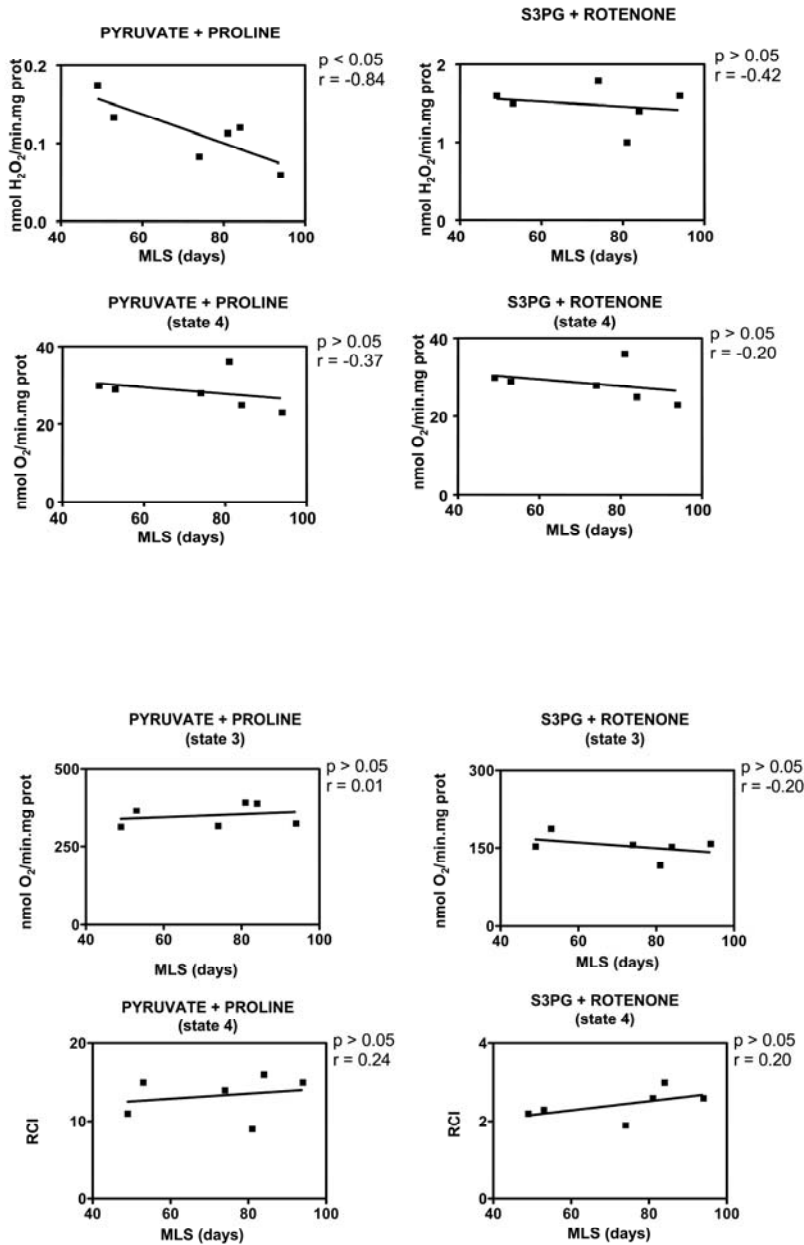 PYRUVATE + PROLINE
p < 0.05
r = -0.84
nmol H₂O₂/min.mg prot
0.2
0.1
0.0
40 60 80 100
MLS (days)
S3PG + ROTENONE
p > 0.05
r = -0.42
nmol H₂O₂/min.mg prot
2
1
0
40 60 80 100
MLS (days)
PYRUVATE + PROLINE
(state 4)
p > 0.05
r = -0.37
nmol O₂/min.mg prot
40
20
0
40 60 80 100
MLS (days)
S3PG + ROTENONE
(state 4)
p > 0.05
r = -0.20
nmol O₂/min.mg prot
40
20
0
40 60 80 100
MLS (days)
PYRUVATE + PROLINE
(state 3)
p > 0.05
r = 0.01
nmol O₂/min.mg prot
500
250
0
40 60 80 100
MLS (days)
S3PG + ROTENONE
(state 3)
p > 0.05
r = -0.20
nmol O₂/min.mg prot
300
150
0
40 60 80 100
MLS (days)
PYRUVATE + PROLINE
(state 4)
p > 0.05
r = 0.24
RCI
20
10
0
40 60 80 100
MLS (days)
S3PG + ROTENONE
(state 4)
p > 0.05
r = 0.20
RCI
4
2
0
40 60 80 100
MLS (days)